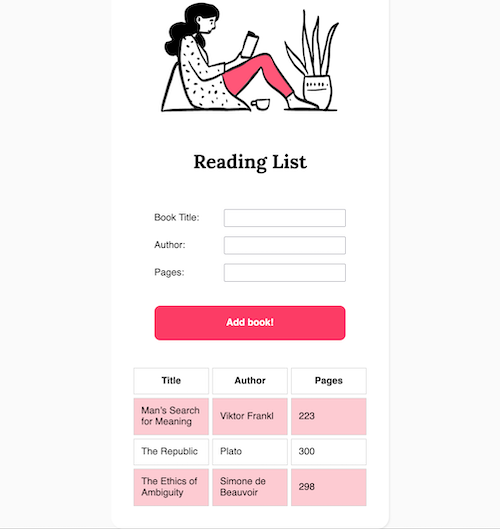 Reading List
Book Title:
Author:
Pages:
Add book!
Title Author Pages
Man's Search
for Meaning
Viktor Frankl
223
The Republic Plato 300
The Ethics of
Ambiguity
Simone de
Beauvoir
298